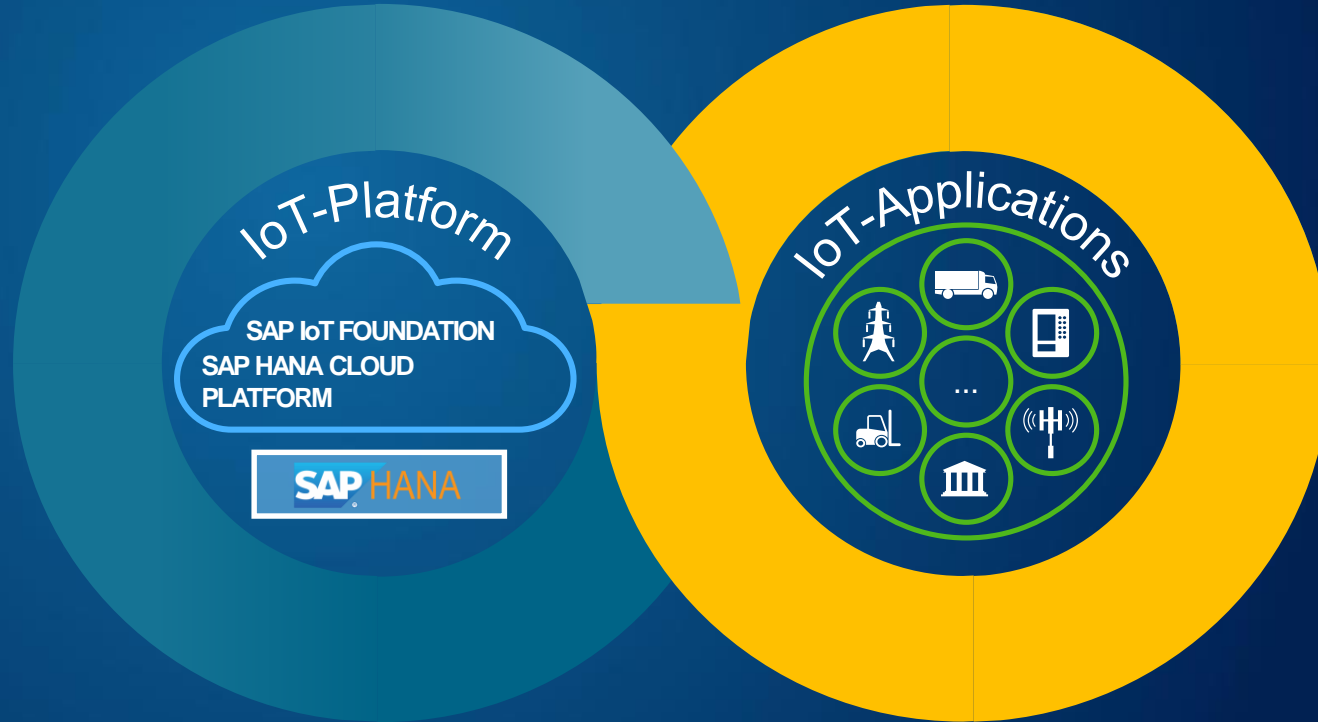 IoT-Platform
SAP IoT FOUNDATION
SAP HANA CLOUD
PLATFORM
SAP ® HANA
IoT-Applications
...